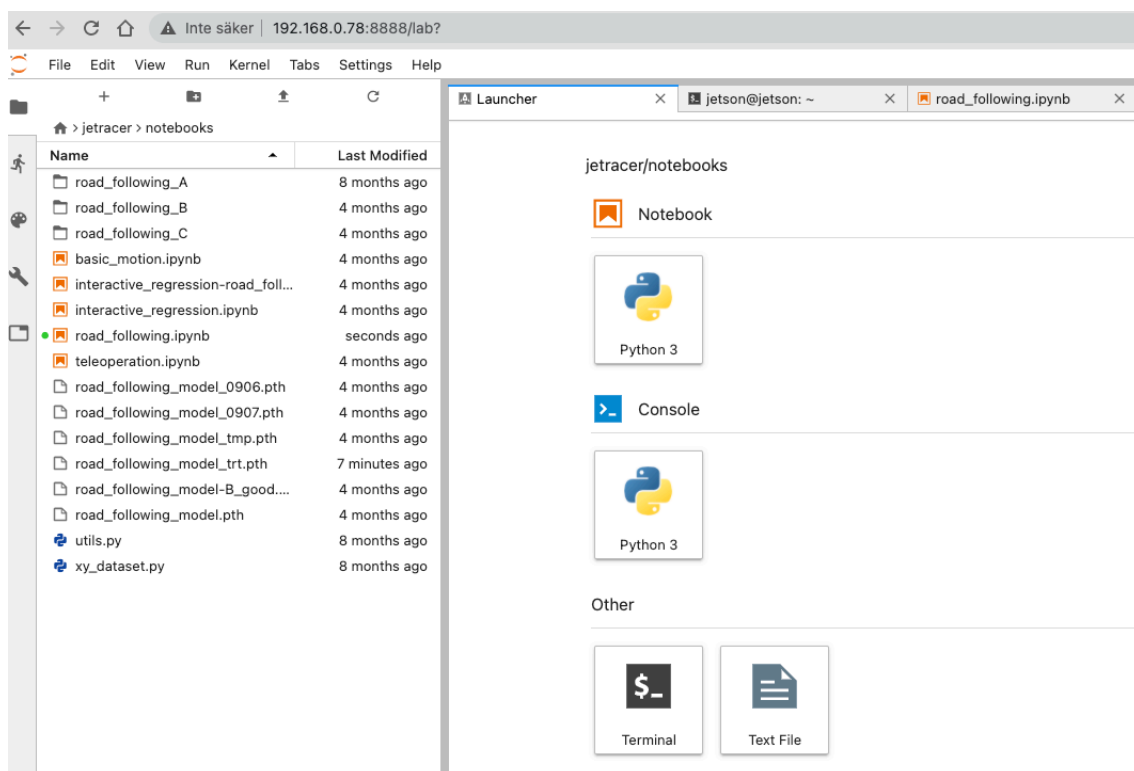 Inte säker | 192.168.0.78:8888/lab?
File Edit View Run Kernel Tabs Settings Help
Launcher jetson@jetson: ~ road_following.ipynb
> jetracer > notebooks
Name Last Modified
road_following_A 8 months ago
road_following_B 4 months ago
road_following_C 4 months ago
basic_motion.ipynb 4 months ago
interactive_regression-road_foll... 4 months ago
interactive_regression.ipynb 4 months ago
road_following.ipynb seconds ago
teleoperation.ipynb 4 months ago
road_following_model_0906.pth 4 months ago
road_following_model_0907.pth 4 months ago
road_following_model_tmp.pth 4 months ago
road_following_model_trt.pth 7 minutes ago
road_following_model-B_good.... 4 months ago
road_following_model.pth 4 months ago
utils.py 8 months ago
xy_dataset.py 8 months ago
jetracer/notebooks
Notebook
Python 3
Console
>_
Python 3
Other
$_
Terminal Text File